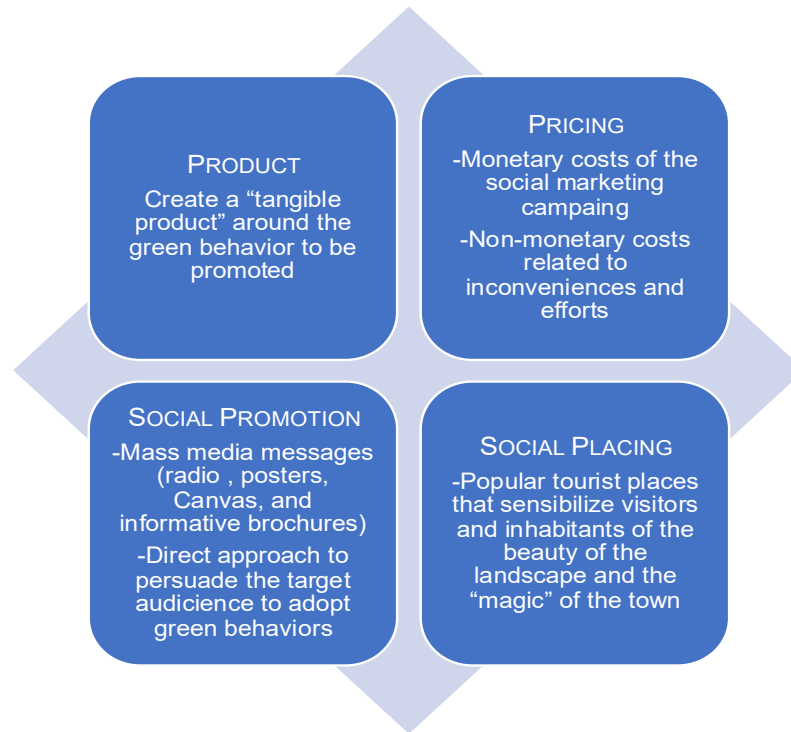 PRODUCT
Create a “tangible
product” around the
green behavior to be
promoted
PRICING
-Monetary costs of the
social marketing
campaing
-Non-monetary costs
related to
inconveniences and
efforts
SOCIAL PROMOTION
-Mass media messages
(radio , posters,
Canvas, and
informative brochures)
-Direct approach to
persuade the target
audicience to adopt
green behaviors
SOCIAL PLACING
-Popular tourist places
that sensibilize visitors
and inhabitants of the
beauty of the
landscape and the
“magic” of the town